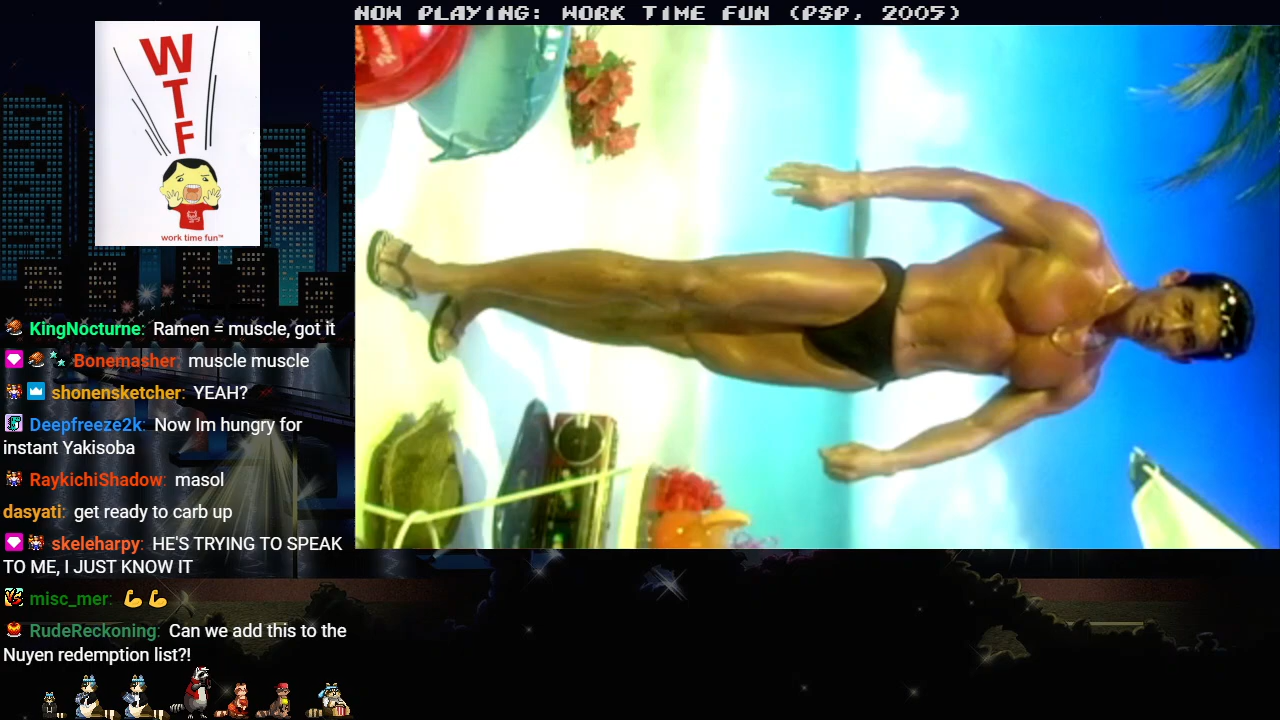 NOW PLAYING: WORK TIME FUN (PSP, 2005)
W
T
F
work time fun™
KingNocturne: Ramen = muscle, got it
Bonemasher: muscle muscle
shonensketcher: YEAH?
Deepfreeze2k: Now Im hungry for
instant Yakisoba
RaykichiShadow: masol
dasyati: get ready to carb up
skeleharpy: HE'S TRYING TO SPEAK
TO ME, I JUST KNOW IT
misc_mer: 💪💪
RudeReckoning: Can we add this to the
Nuyen redemption list?!